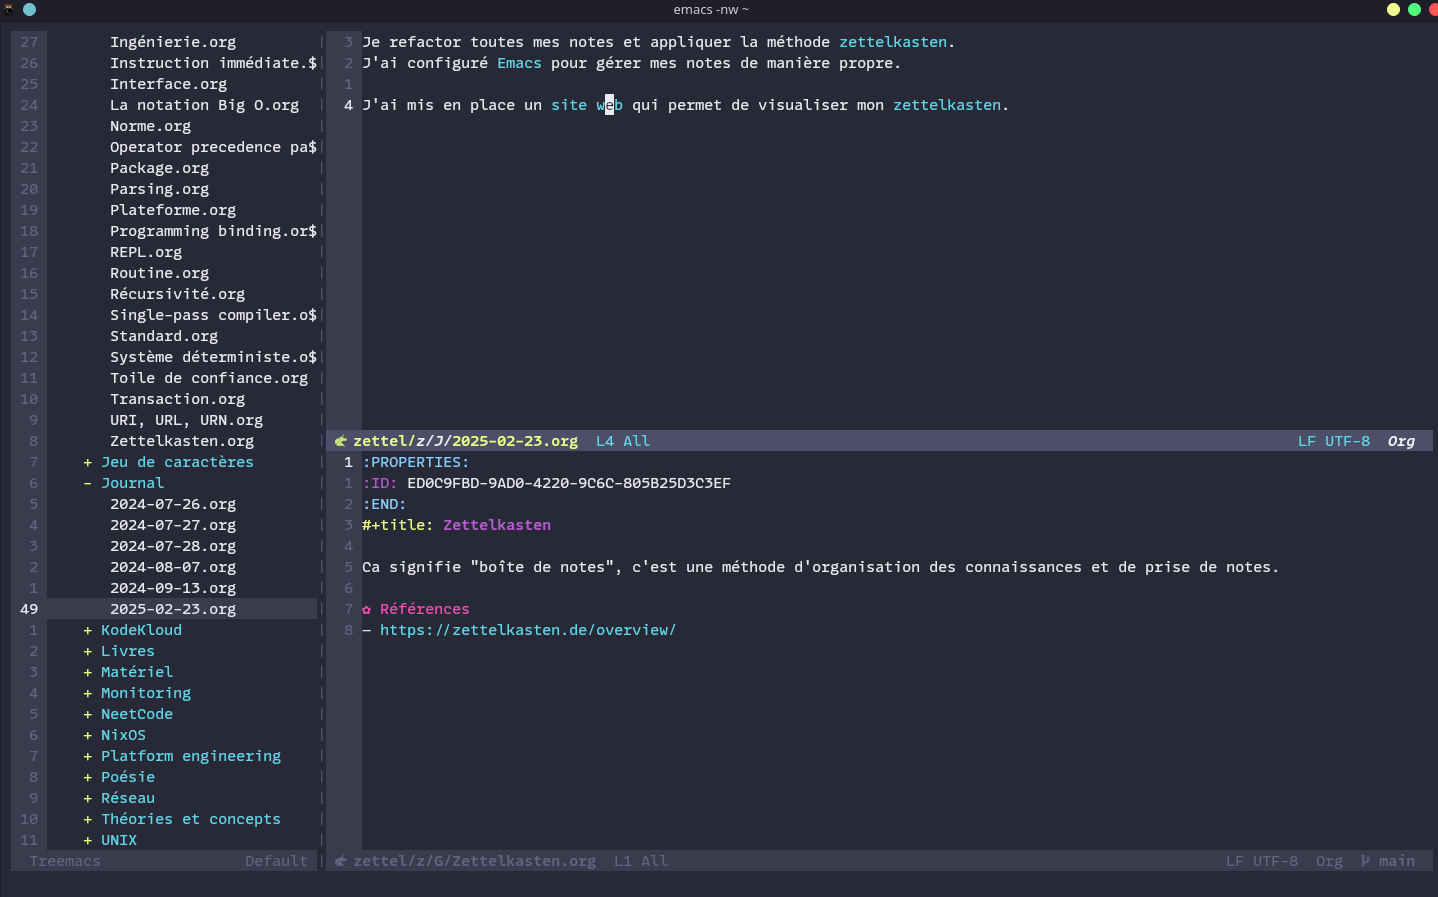 emacs -nw ~
27 Ingénierie.org
26 Instruction immédiate.$
25 Interface.org
24 La notation Big O.org
23 Norme.org
22 Operator precedence pa$
21 Package.org
20 Parsing.org
19 Plateforme.org
18 Programming binding.or$
17 REPL.org
16 Routine.org
15 Récursivité.org
14 Single-pass compiler.o$
13 Standard.org
12 Système déterministe.o$
11 Toile de confiance.org
10 Transaction.org
9 URI, URL, URN.org
8 Zettelkasten.org
7 + Jeu de caractères
6 - Journal
5 2024-07-26.org
4 2024-07-27.org
3 2024-07-28.org
2 2024-08-07.org
1 2024-09-13.org
49 2025-02-23.org
1 + KodeKloud
2 + Livres
3 + Matériel
4 + Monitoring
5 + NeetCode
6 + NixOS
7 + Platform engineering
8 + Poésie
9 + Réseau
10 + Théories et concepts
11 + UNIX
Treemacs Default
3 Je refactor toutes mes notes et appliquer la méthode zettelkasten.
2 J'ai configuré Emacs pour gérer mes notes de manière propre.
1
4 J'ai mis en place un site web qui permet de visualiser mon zettelkasten.
zettel/z/J/2025-02-23.org L4 All LF UTF-8 Org
1 :PROPERTIES:
1 :ID: ED0C9FBD-9AD0-4220-9C6C-805B25D3C3EF
2 :END:
3 #+title: Zettelkasten
4
5 Ca signifie "boîte de notes", c'est une méthode d'organisation des connaissances et de prise de notes.
6
7 ✿ Références
8 – https://zettelkasten.de/overview/
zettel/z/G/Zettelkasten.org L1 All LF UTF-8 Org main